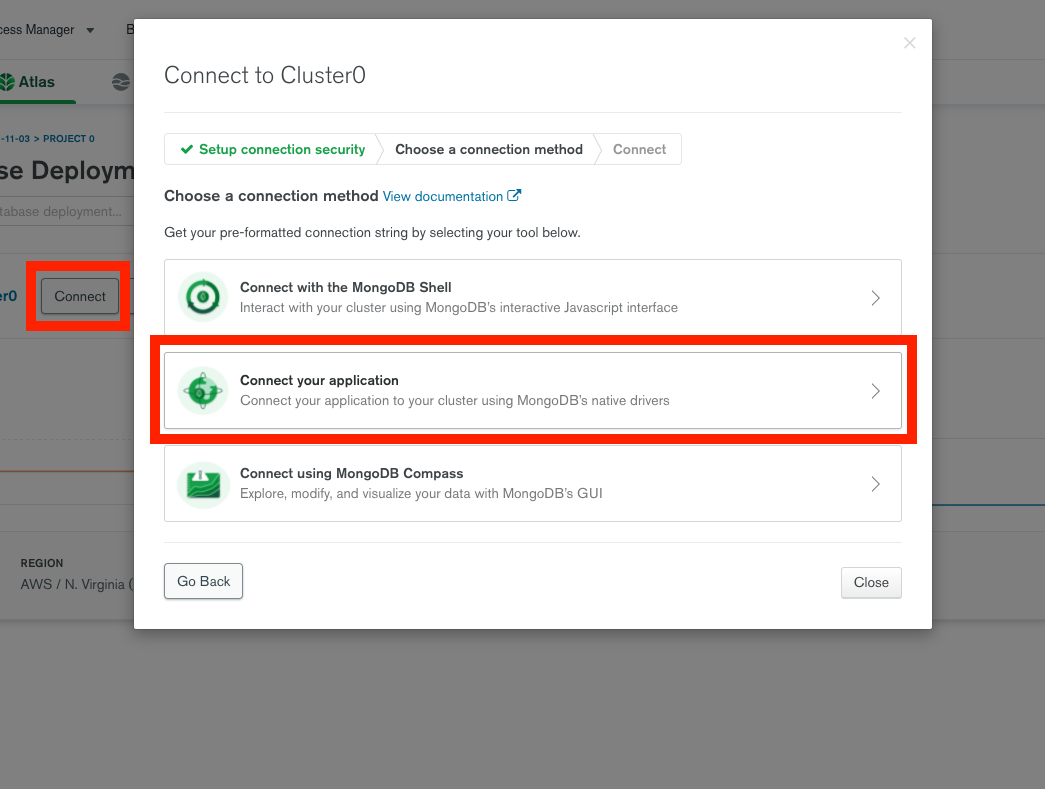 cess Manager
B
Atlas
-11-03 > PROJECT 0
se Deploym
tabase deployment...
er0
Connect
REGION
AWS / N. Virginia (
Connect to Cluster0
Setup connection security
Choose a connection method
Connect
Choose a connection method View documentation
Get your pre-formatted connection string by selecting your tool below.
Connect with the MongoDB Shell
Interact with your cluster using MongoDB's interactive Javascript interface
Connect your application
Connect your application to your cluster using MongoDB's native drivers
Connect using MongoDB Compass
Explore, modify, and visualize your data with MongoDB's GUI
Go Back
Close